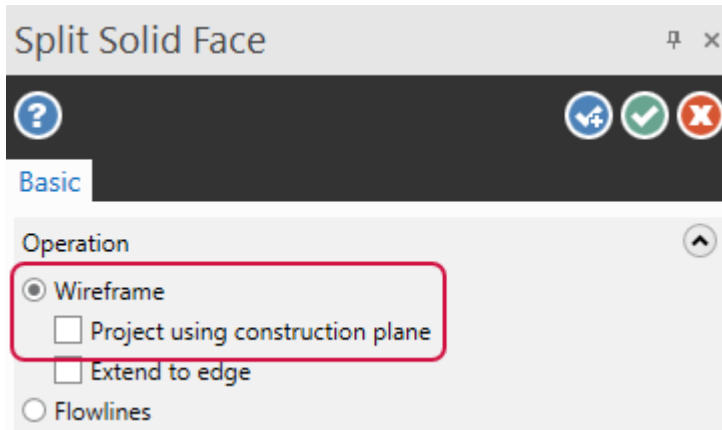 Split Solid Face
Basic
Operation
Wireframe
Project using construction plane
Extend to edge
Flowlines